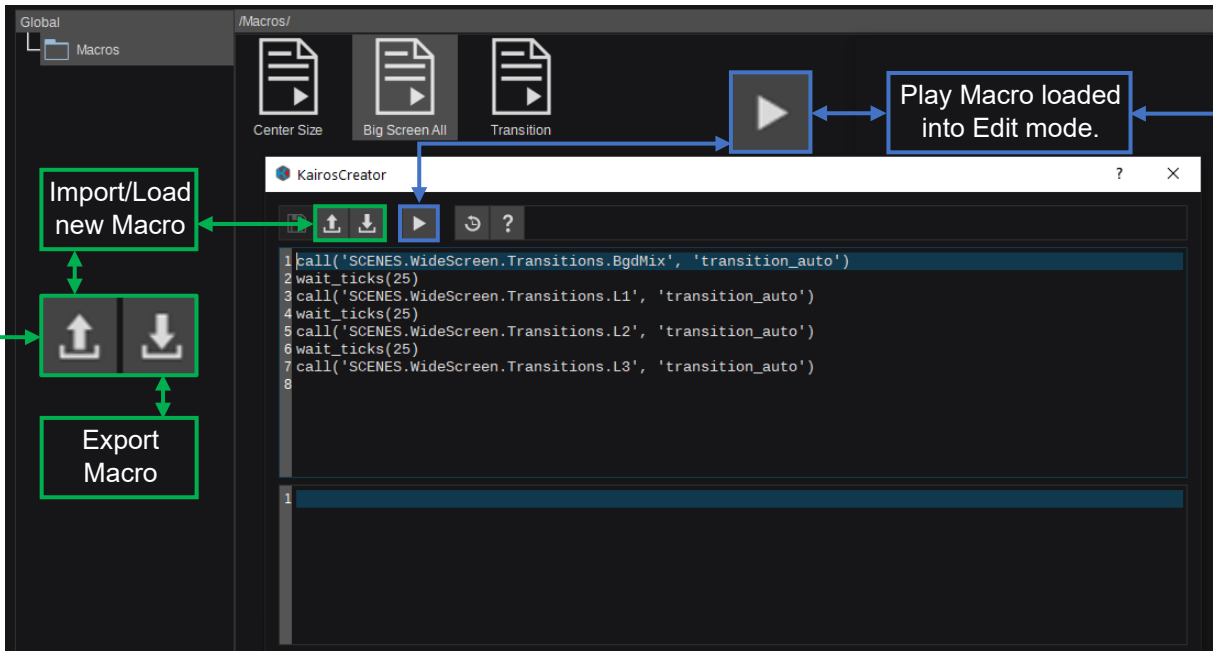 Global
/Macros/
Macros
Center Size
Big Screen All
Transition
Play Macro loaded
into Edit mode.
Import/Load
new Macro
KairosCreator
?
?
1 call('SCENES.WideScreen.Transitions.BgdMix', 'transition_auto')
2 wait_ticks(25)
3 call('SCENES.WideScreen.Transitions.L1', 'transition_auto')
4 wait_ticks(25)
5 call('SCENES.WideScreen.Transitions.L2', 'transition_auto')
6 wait_ticks(25)
7 call('SCENES.WideScreen.Transitions.L3', 'transition_auto')
8
Export
Macro
1